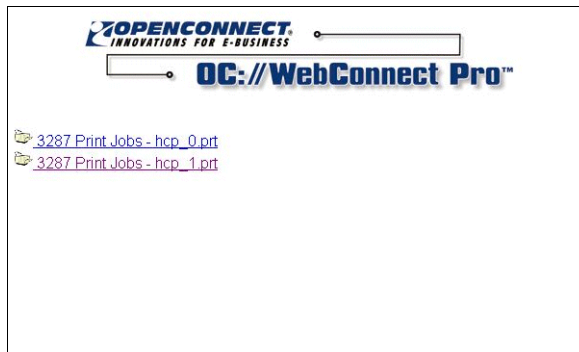 OPENCONNECT.
INNOVATIONS FOR E-BUSINESS
OC://WebConnect Pro™
3287 Print Jobs - hcp_0.prt
3287 Print Jobs - hcp_1.prt